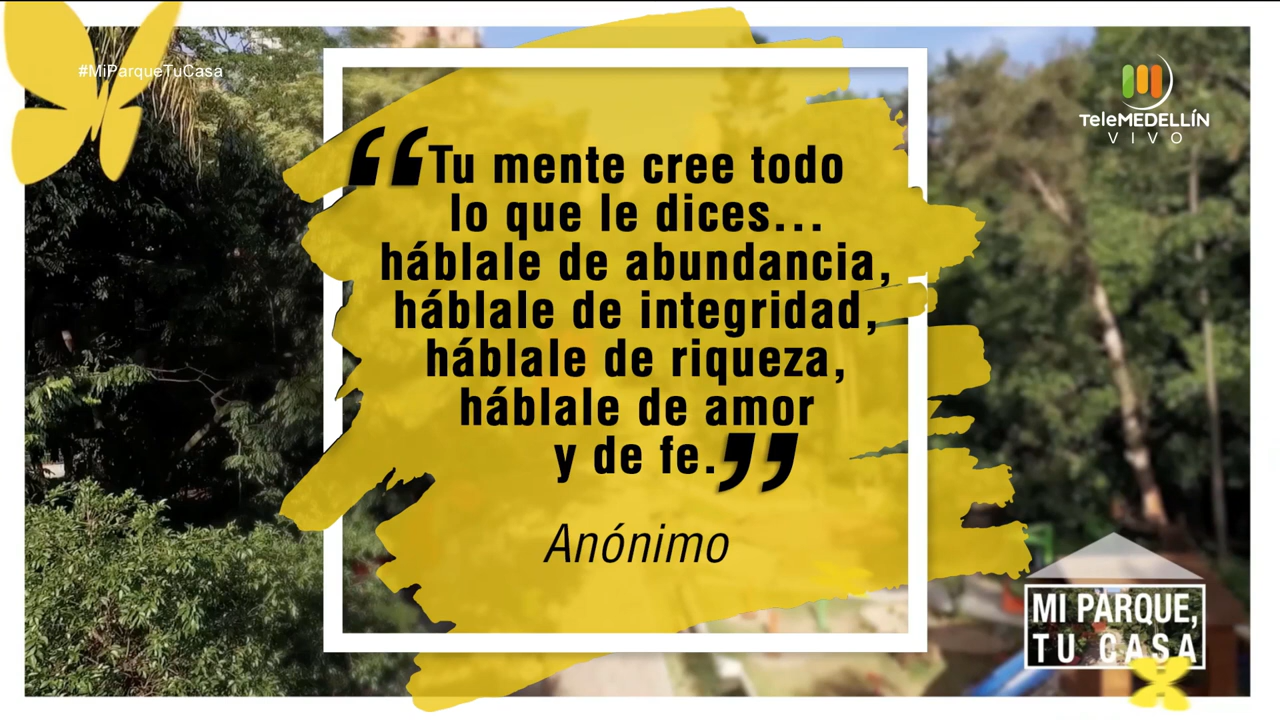 #MiParqueTuCasa
TeleMEDELLÍN
VIVO
“Tu mente cree todo
lo que le dices...
háblale de abundancia,
háblale de integridad,
háblale de riqueza,
háblale de amor
y de fe.”
Anónimo
MI PARQUE,
TU CASA